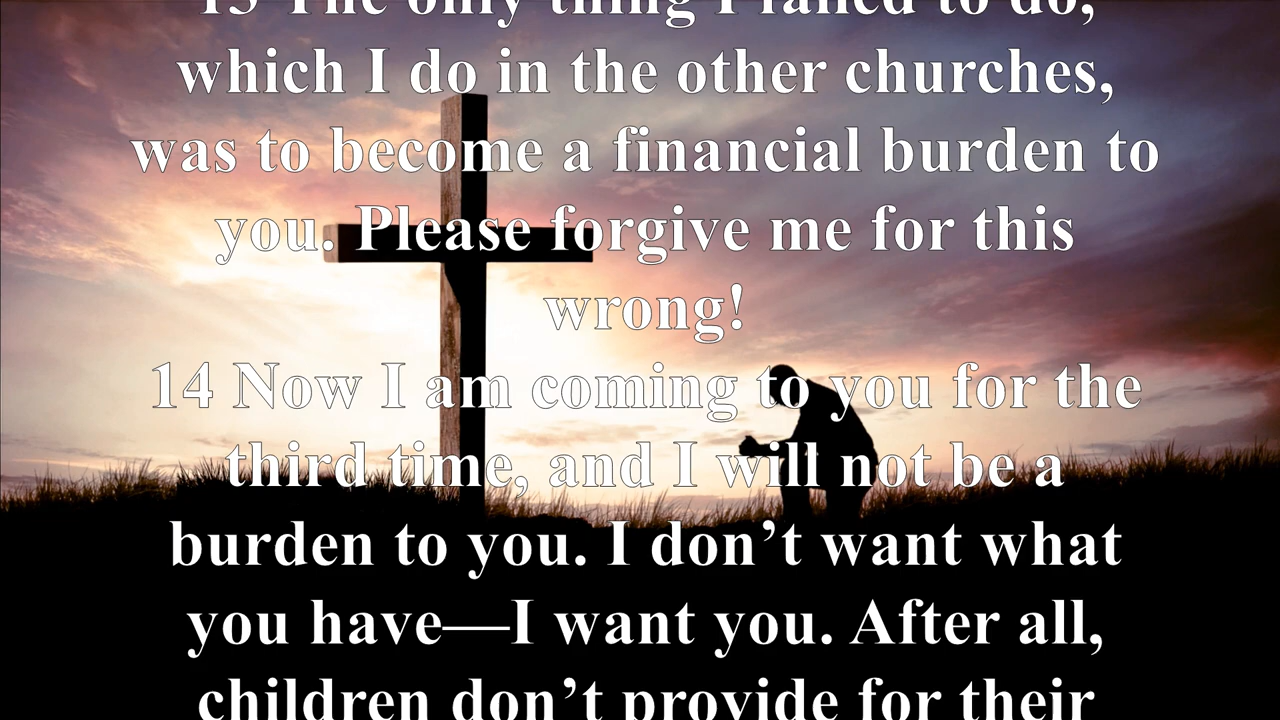 13 The only thing I failed to do,
which I do in the other churches,
was to become a financial burden to
you. Please forgive me for this
wrong!
14 Now I am coming to you for the
third time, and I will not be a
burden to you. I don’t want what
you have—I want you. After all,
children don’t provide for their